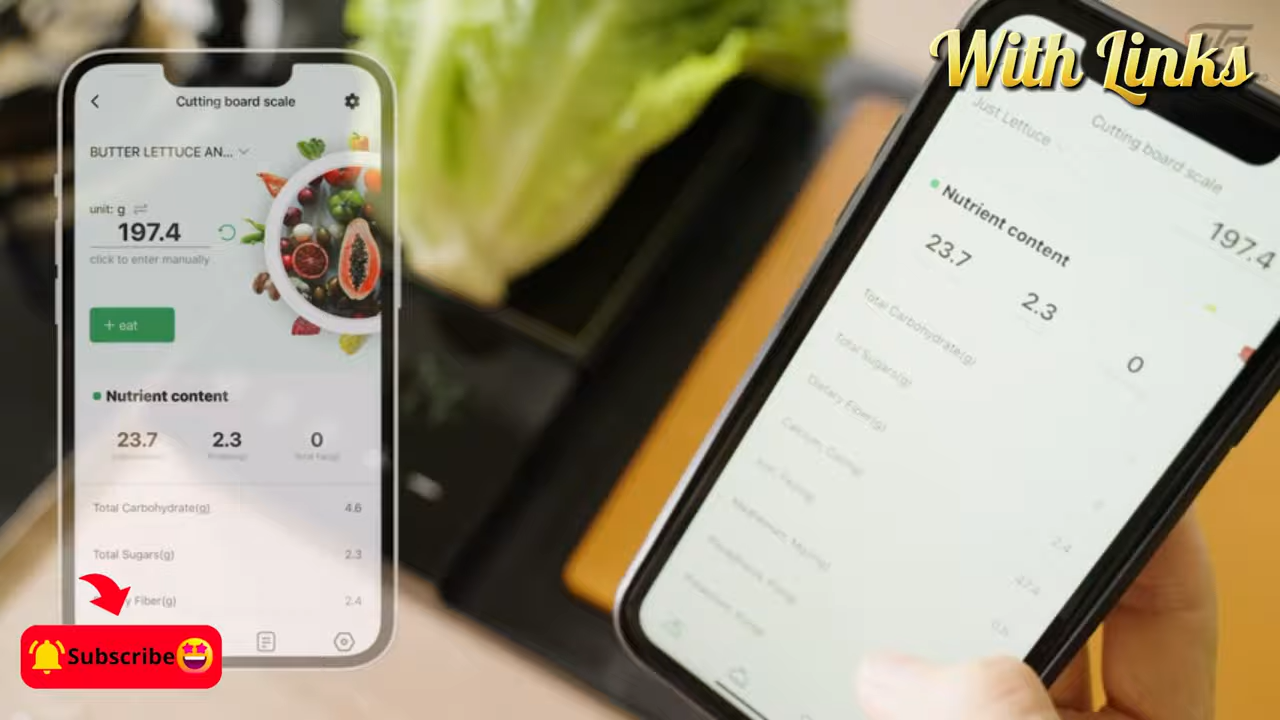 With Links
Cutting board scale
BUTTER LETTUCE AN...
unit: g
197.4
click to enter manually
+ eat
Nutrient content
23.7
2.3
0
Total Carbohydrate(g)
4.6
Total Sugars(g)
2.3
Fiber(g)
2.4
Subscribe
Just Lettuce
Cutting board scale
197.4
Nutrient content
23.7
2.3
0
Total Carbohydrate(g)
Total Sugars(g)
Dietary Fiber(g)
2.4